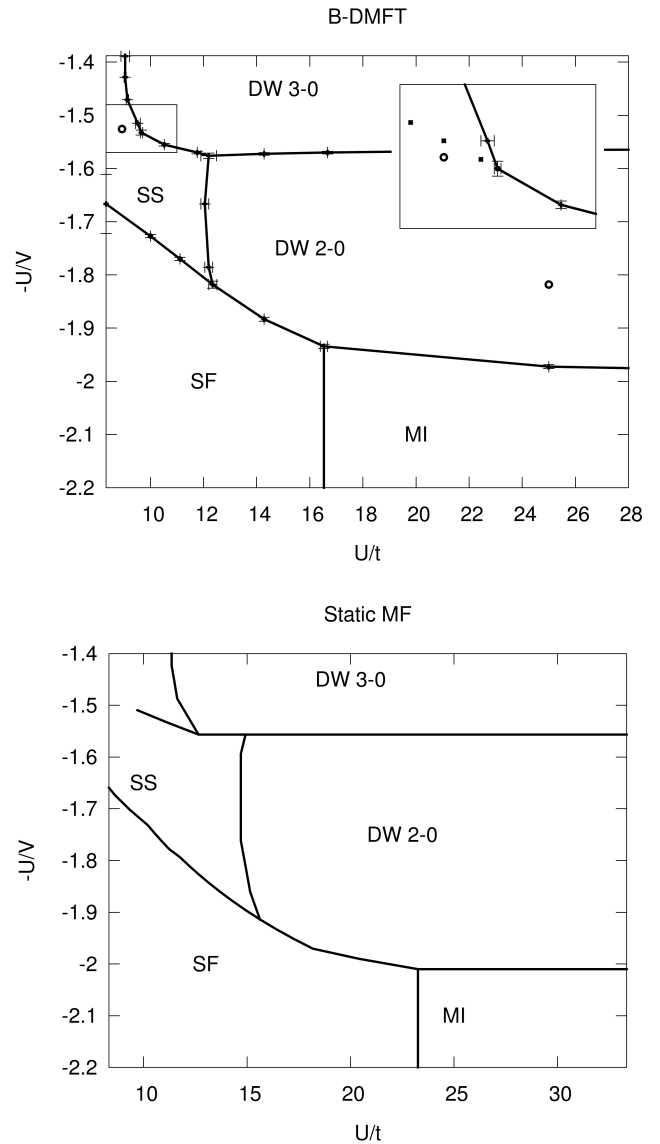 B-DMFT
-1.4
DW 3-0
-1.5
-1.6
SS
-1.7
DW 2-0
-U/V
-1.8
-1.9
SF
-2
MI
-2.1
-2.2
10 12 14 16 18 20 22 24 26 28
U/t
Static MF
-1.4
DW 3-0
-1.5
-1.6
SS
-1.7
DW 2-0
-1.8
-U/V
-1.9
SF
-2
MI
-2.1
-2.2
10 15 20 25 30
U/t